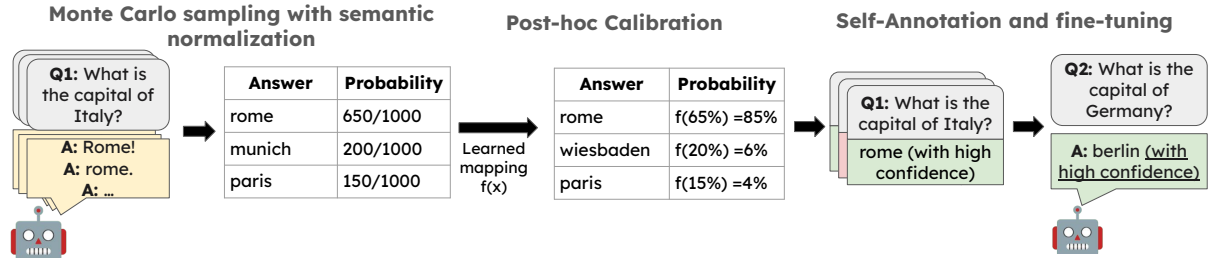 Monte Carlo sampling with semantic
normalization
Q1: What is
the capital of
Italy?
A: Rome!
A: rome.
A: ...
Answer Probability
rome 650/1000
munich 200/1000
paris 150/1000
Learned
mapping
f(x)
Post-hoc Calibration
Answer Probability
rome f(65%) =85%
wiesbaden f(20%) =6%
paris f(15%) =4%
Self-Annotation and fine-tuning
Q1: What is the
capital of Italy?
rome (with high
confidence)
Q2: What is the
capital of
Germany?
A: berlin (with
high confidence)